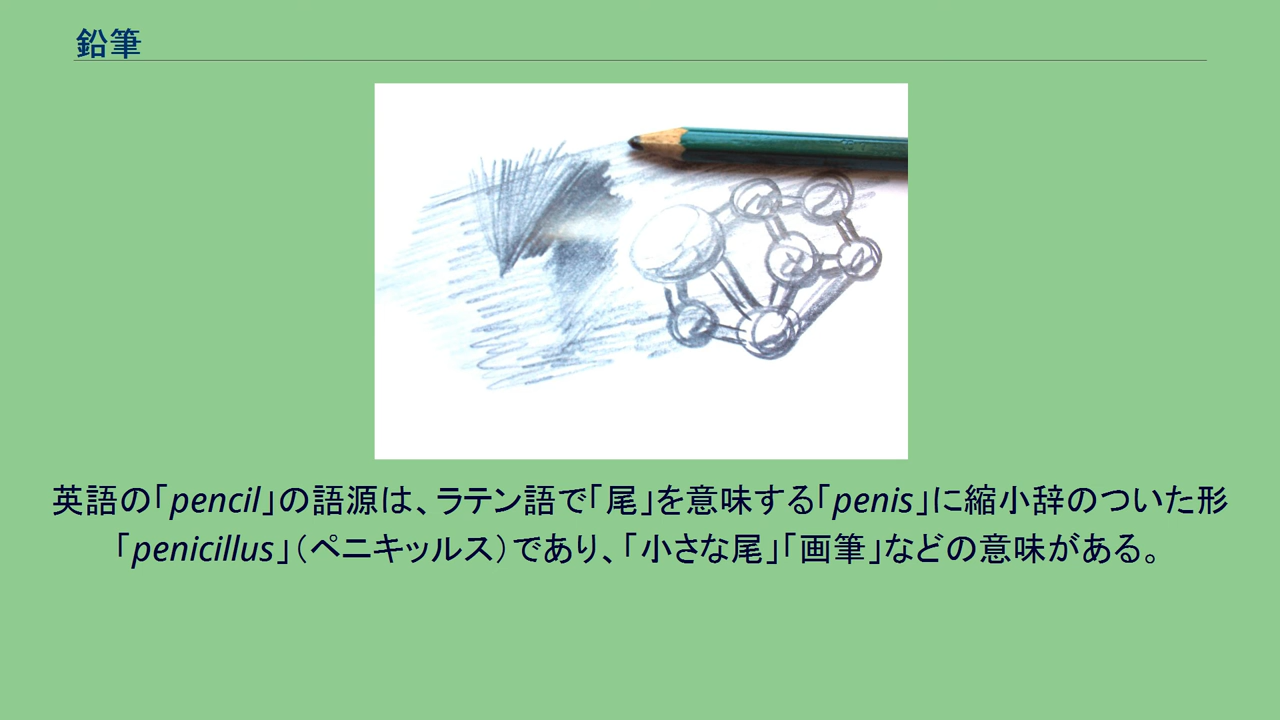 鉛筆
英語の｢pencil｣の語源は､ラテン語で｢尾｣を意味する｢penis｣に縮小辞のついた形
｢penicillus｣(ペニキッルス)であり､｢小さな尾｣｢画筆｣などの意味がある｡